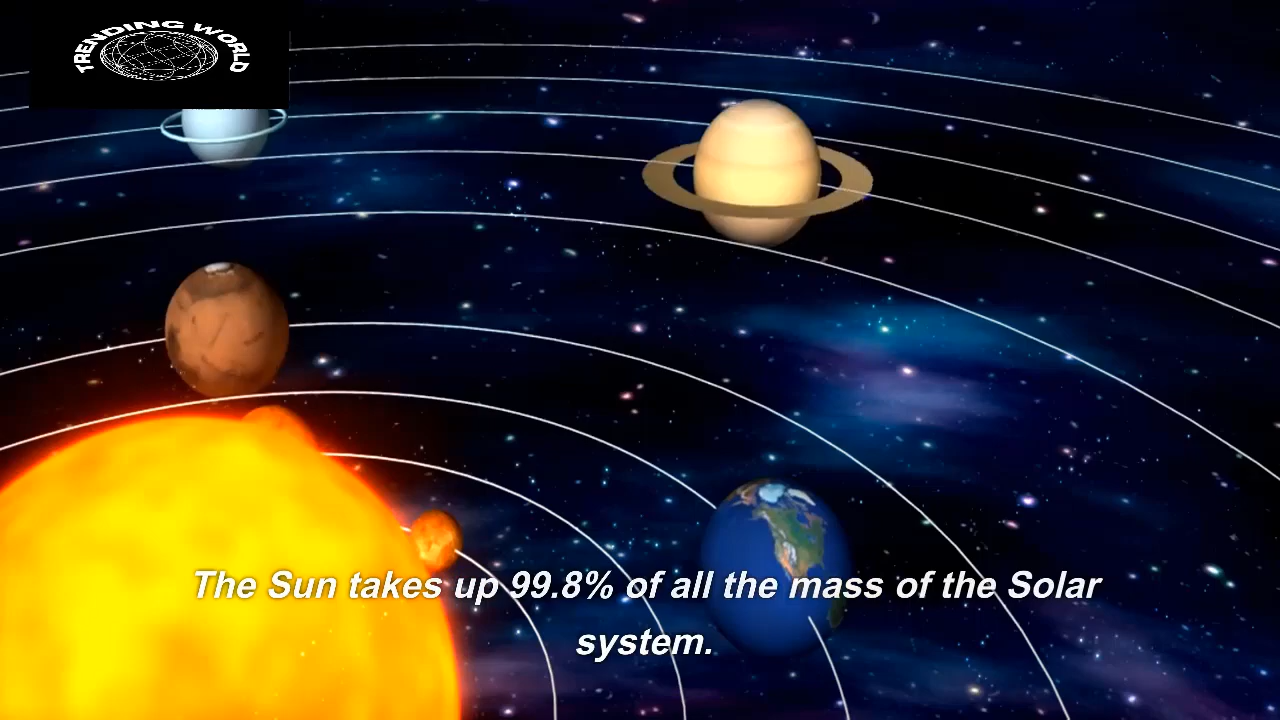 TRENDING WORLD
The Sun takes up 99.8% of all the mass of the Solar
system.